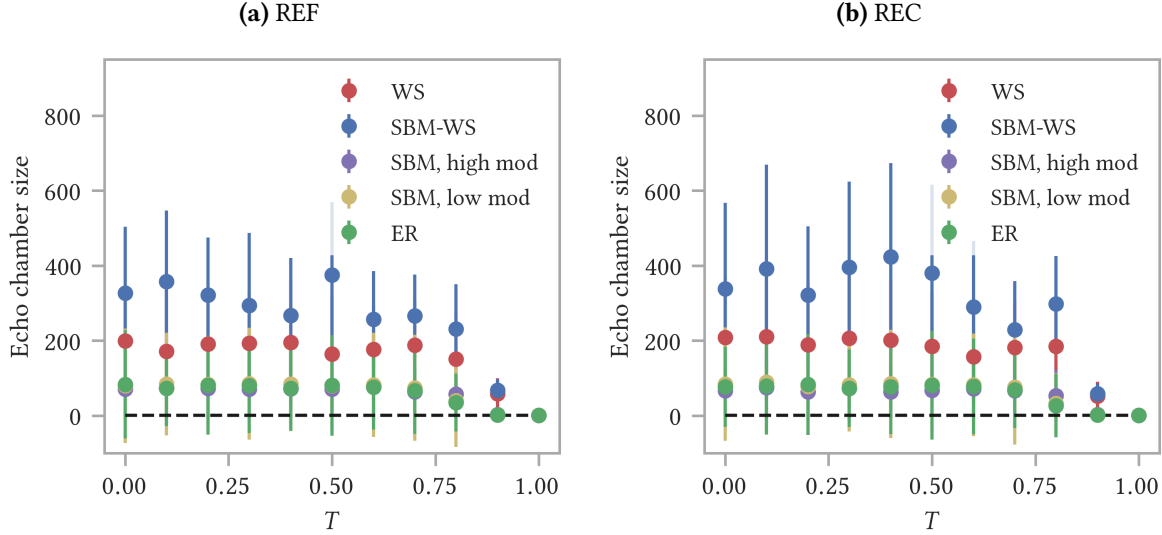 (a) REF
Echo chamber size
800
600
400
200
0
WS
SBM-WS
SBM, high mod
SBM, low mod
ER
0.00 0.25 0.50 0.75 1.00
T
(b) REC
Echo chamber size
800
600
400
200
0
WS
SBM-WS
SBM, high mod
SBM, low mod
ER
0.00 0.25 0.50 0.75 1.00
T